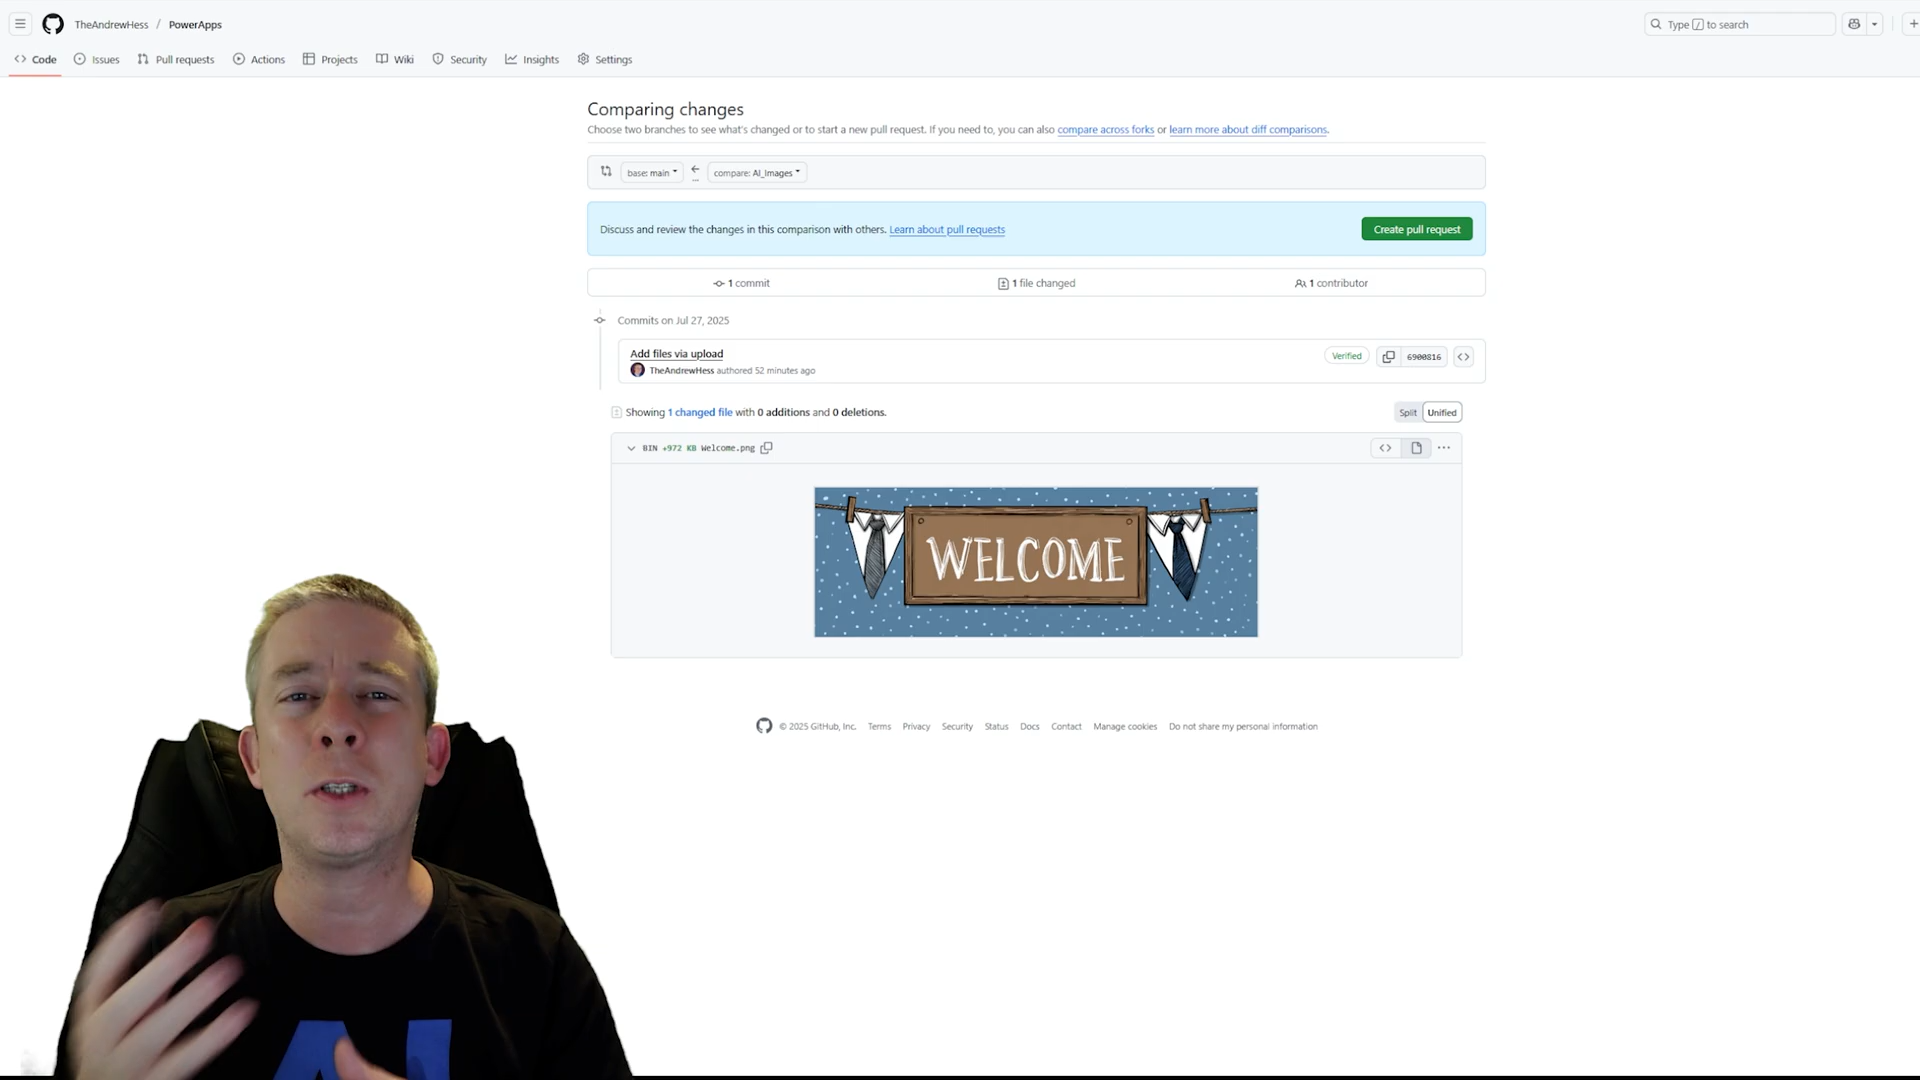 TheAndrewHess / PowerApps
Type / to search
Code Issues Pull requests Actions Projects Wiki Security Insights Settings
Comparing changes
Choose two branches to see what's changed or to start a new pull request. If you need to, you can also compare across forks or learn more about diff comparisons.
base: main ← compare: AI_Images
...
Discuss and review the changes in this comparison with others. Learn about pull requests
Create pull request
1 commit 1 file changed 1 contributor
Commits on Jul 27, 2025
Add files via upload
TheAndrewHess authored 52 minutes ago
Verified 6900816
Showing 1 changed file with 0 additions and 0 deletions.
Split Unified
BIN +972 KB Welcome.png
WELCOME
© 2025 GitHub, Inc. Terms Privacy Security Status Docs Contact Manage cookies Do not share my personal information
AI